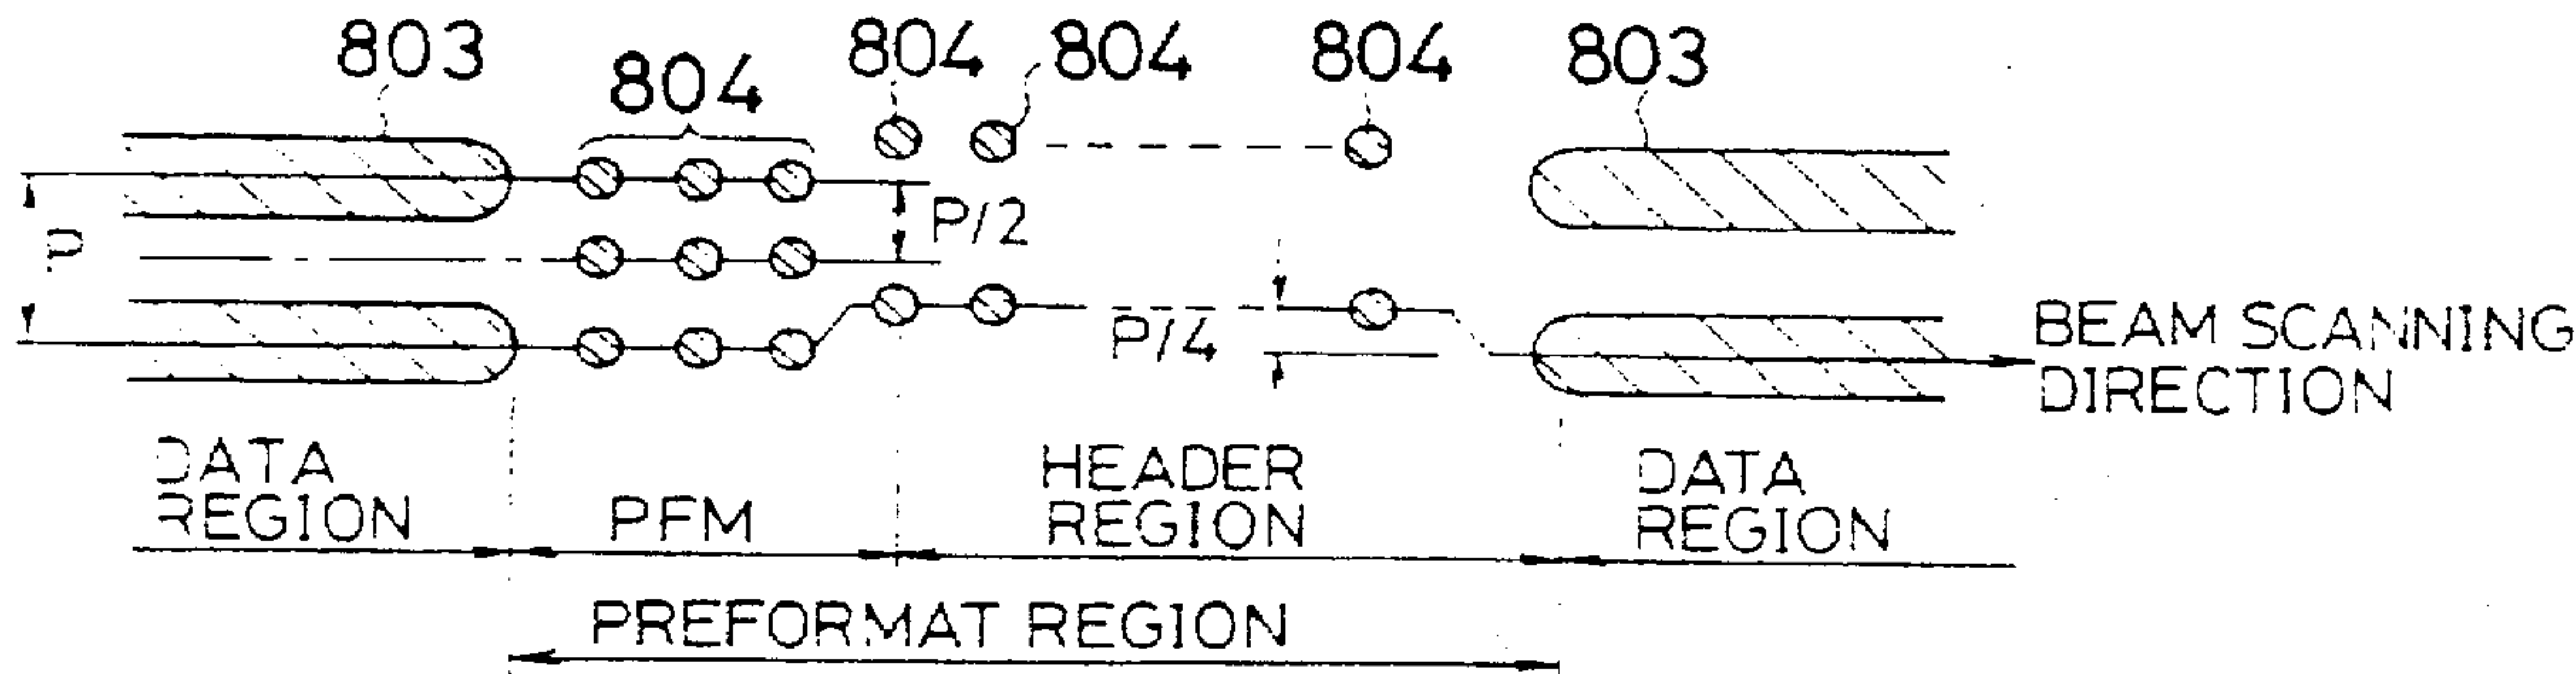 803
804
804
804
804
803
P
P/2
P/4
BEAM SCANNING
DIRECTION
DATA
REGION
PFM
HEADER
REGION
DATA
REGION
PREFORMAT REGION